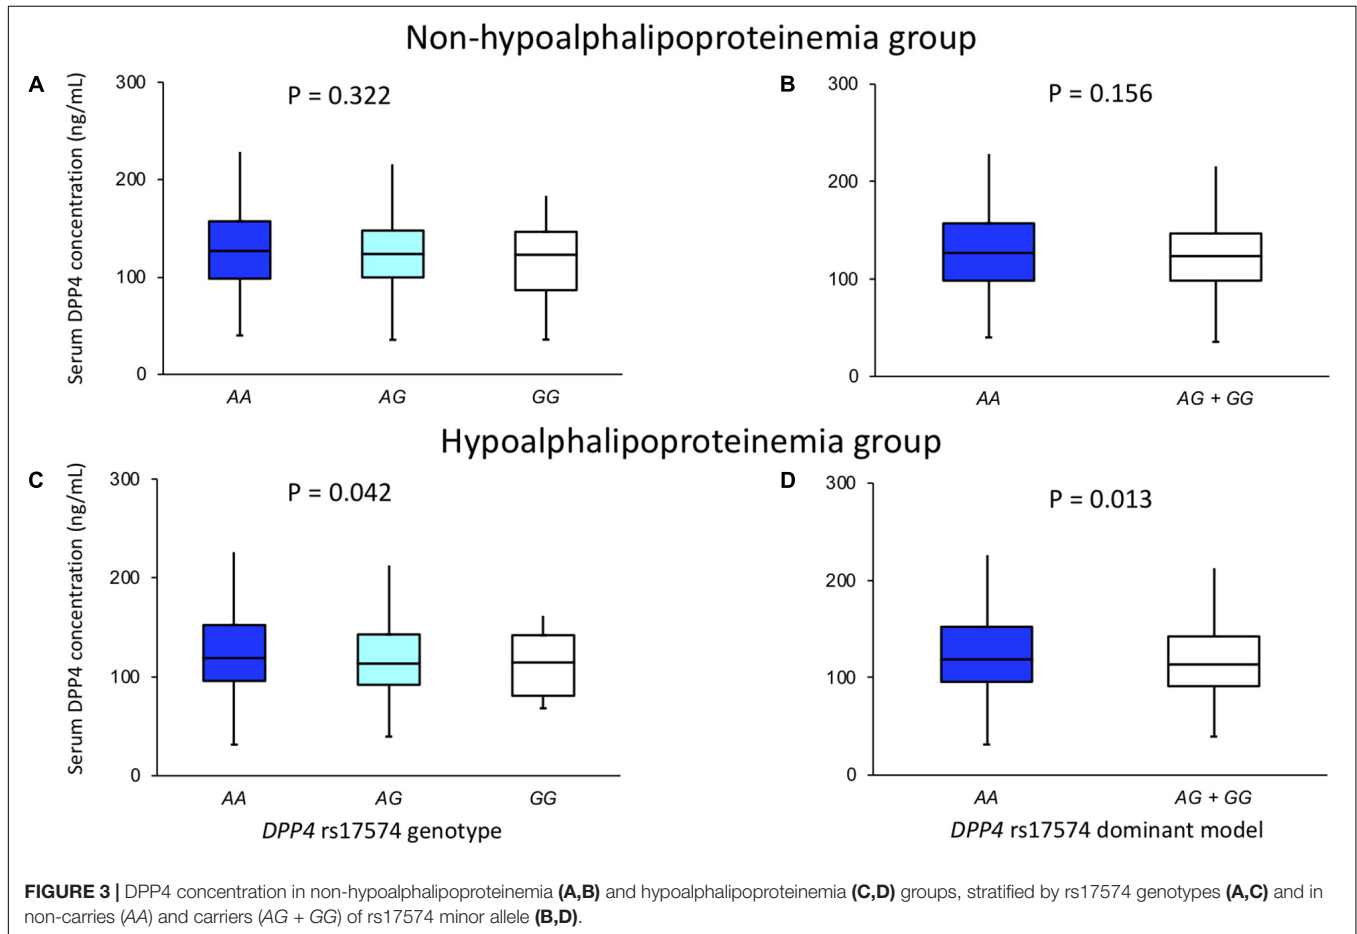 Non-hypoalphalipoproteinemia group
A
Serum DPP4 concentration (ng/mL)
300
200
100
0
P = 0.322
AA
AG
GG
B
300
200
100
0
P = 0.156
AA
AG + GG
Hypoalphalipoproteinemia group
C
Serum DPP4 concentration (ng/mL)
300
200
100
0
P = 0.042
AA
AG
GG
DPP4 rs17574 genotype
D
300
200
100
0
P = 0.013
AA
AG + GG
DPP4 rs17574 dominant model
FIGURE 3 | DPP4 concentration in non-hypoalphalipoproteinemia (A,B) and hypoalphalipoproteinemia (C,D) groups, stratified by rs17574 genotypes (A,C) and in
non-carries (AA) and carriers (AG + GG) of rs17574 minor allele (B,D).